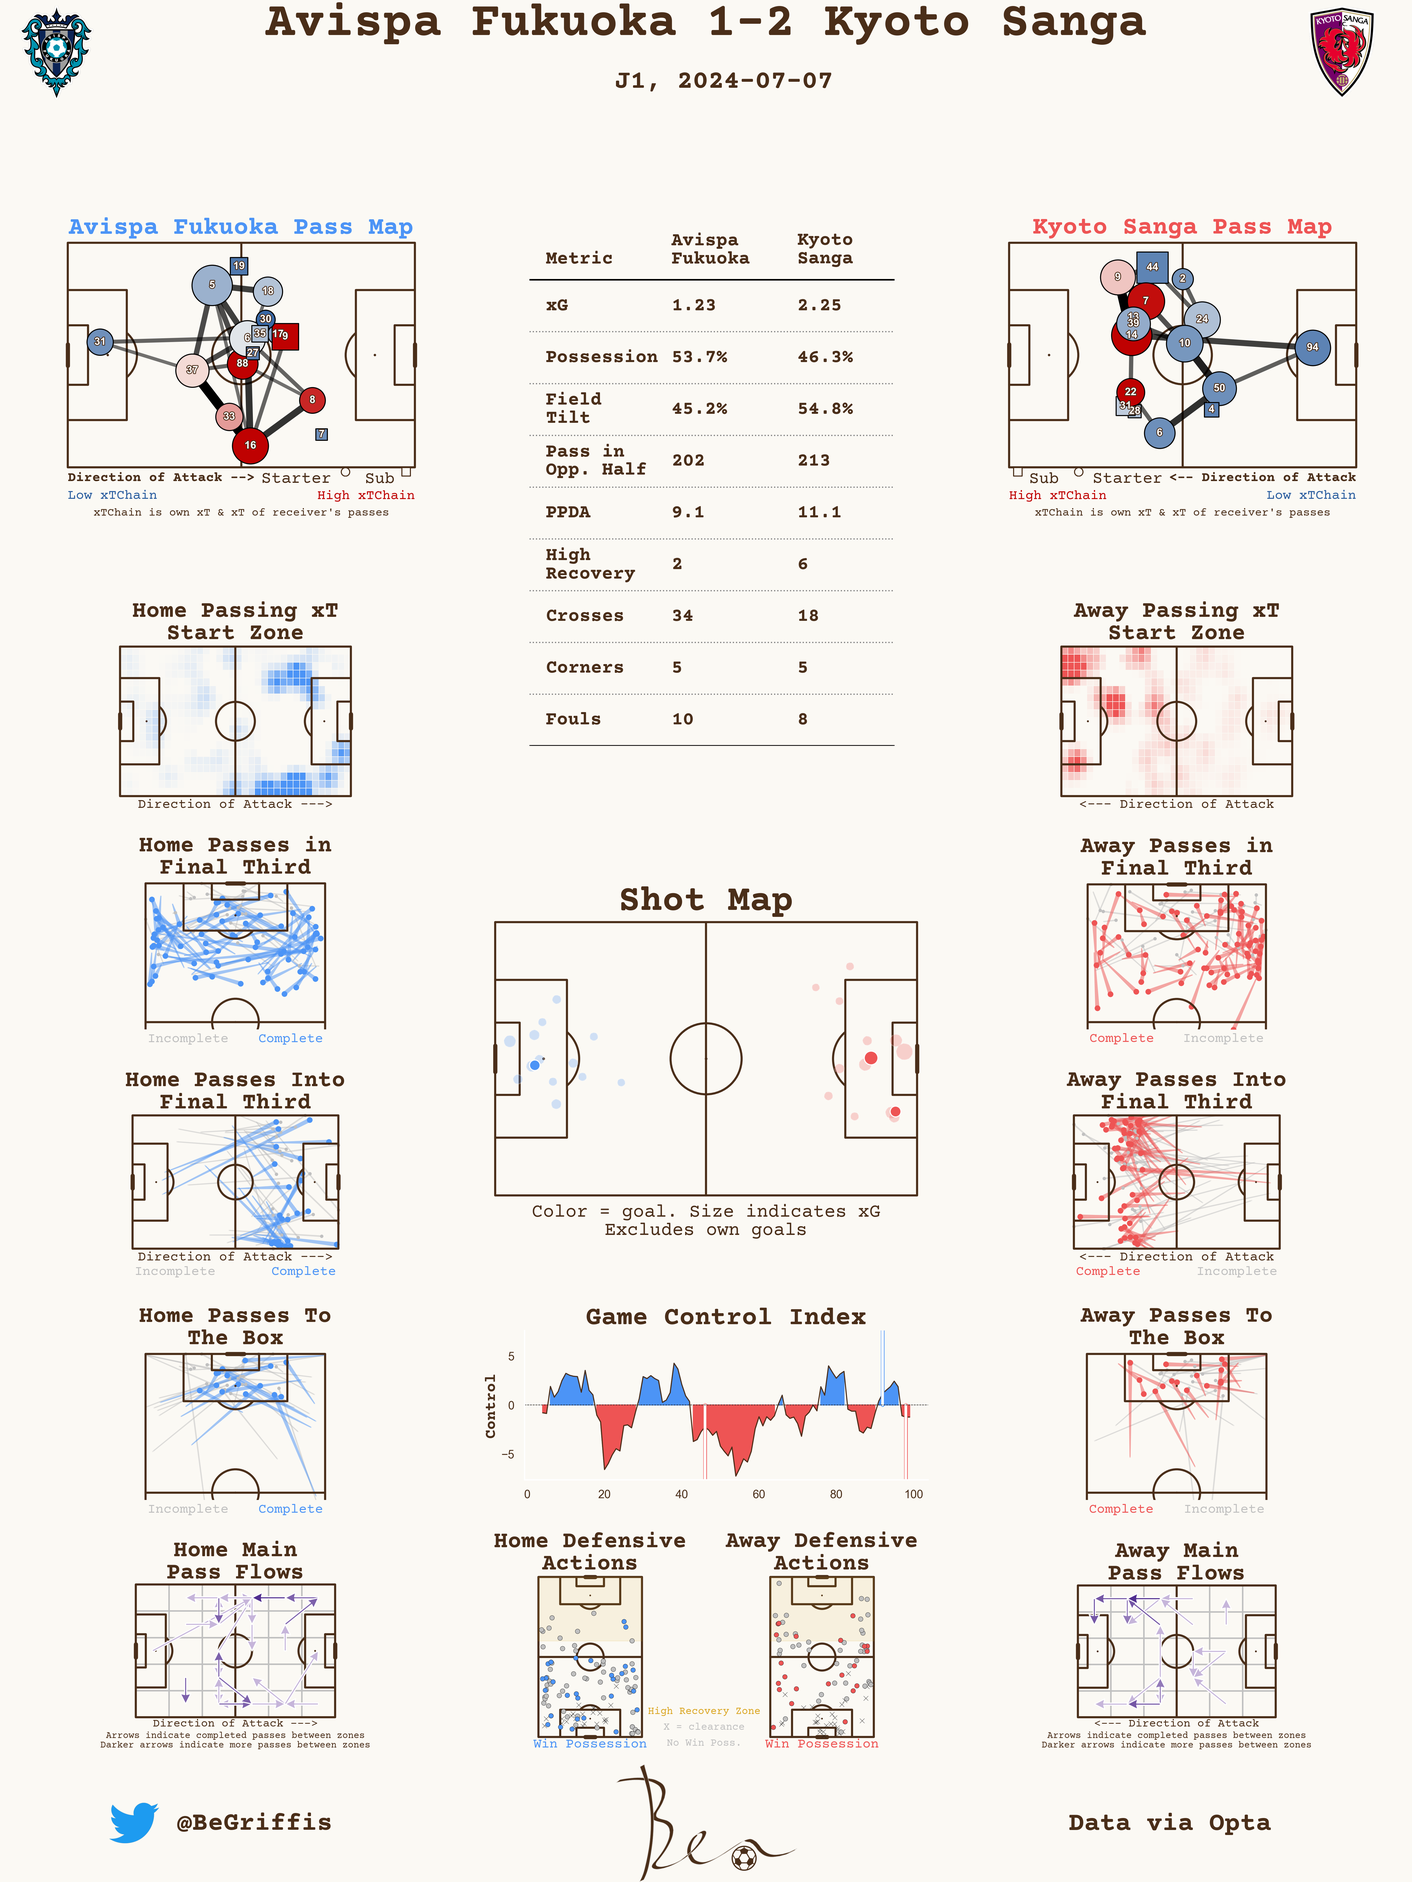 Avispa Fukuoka 1-2 Kyoto Sanga
J1, 2024-07-07
KYOTO SANGA
Avispa Fukuoka Pass Map
19
5
18
30
6
35
17
9
31
27
88
37
8
33
16
7
Direction of Attack --> Starter Sub
Low xTChain High xTChain
xTChain is own xT & xT of receiver's passes
Metric Avispa Fukuoka Kyoto Sanga
xG 1.23 2.25
Possession 53.7% 46.3%
Field Tilt 45.2% 54.8%
Pass in Opp. Half 202 213
PPDA 9.1 11.1
High Recovery 2 6
Crosses 34 18
Corners 5 5
Fouls 10 8
Kyoto Sanga Pass Map
44
9
2
7
13
39
24
14
10
94
22
50
31
28
4
6
Sub Starter <-- Direction of Attack
High xTChain Low xTChain
xTChain is own xT & xT of receiver's passes
Home Passing xT
Start Zone
Direction of Attack --->
Away Passing xT
Start Zone
<--- Direction of Attack
Home Passes in
Final Third
Incomplete Complete
Away Passes in
Final Third
Complete Incomplete
Shot Map
Color = goal. Size indicates xG
Excludes own goals
Home Passes Into
Final Third
Direction of Attack --->
Incomplete Complete
Away Passes Into
Final Third
<--- Direction of Attack
Complete Incomplete
Home Passes To
The Box
Incomplete Complete
Game Control Index
Control
5
0
−5
0 20 40 60 80 100
Away Passes To
The Box
Complete Incomplete
Home Main
Pass Flows
Direction of Attack --->
Arrows indicate completed passes between zones
Darker arrows indicate more passes between zones
Home Defensive
Actions
Win Possession
Away Defensive
Actions
Win Possession
High Recovery Zone
X = clearance
No Win Poss.
Away Main
Pass Flows
<--- Direction of Attack
Arrows indicate completed passes between zones
Darker arrows indicate more passes between zones
@BeGriffis
Ben
Data via Opta